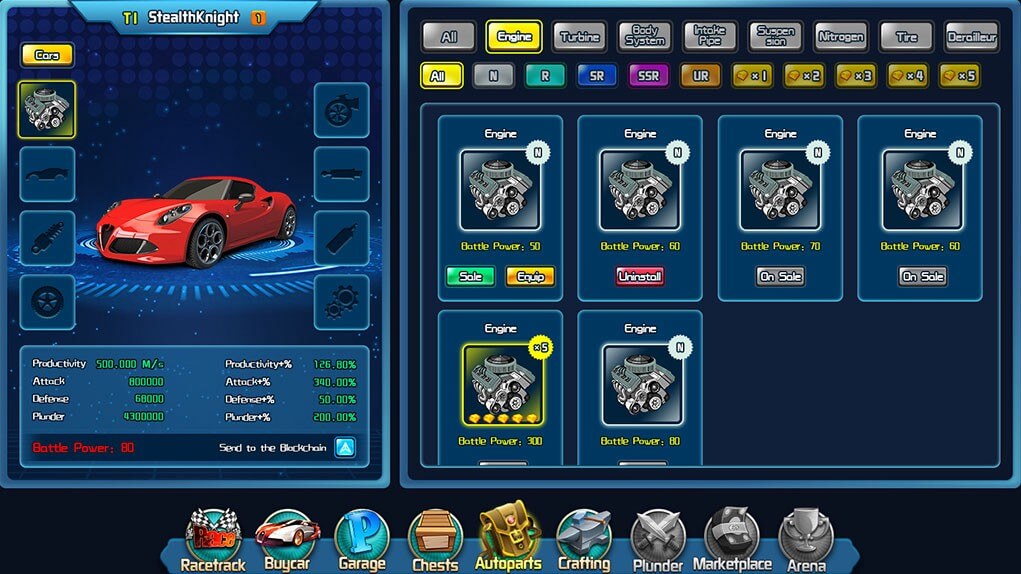 T1 StealthKnight 1
Cars
Productivity 500,000 M/s Productivity+% 126.80%
Attack 800000 Attack+% 340.00%
Defense 68000 Defense+% 50.00%
Plunder 4300000 Plunder+% 200.00%
Battle Power: 80 Send to the Blockchain
All Engine Turbine Body System Intake Pipe Suspen sion Nitrogen Tire Derailleur
All N R SR SSR UR ×1 ×2 ×3 ×4 ×5
Engine Engine Engine Engine
N N N N
Battle Power: 50 Battle Power: 60 Battle Power: 70 Battle Power: 60
Sale Equip Uninstall On Sale On Sale
Engine Engine
×5 N
Battle Power: 300 Battle Power: 80
Race P
Racetrack Buycar Garage Chests Autoparts Crafting Plunder Marketplace Arena